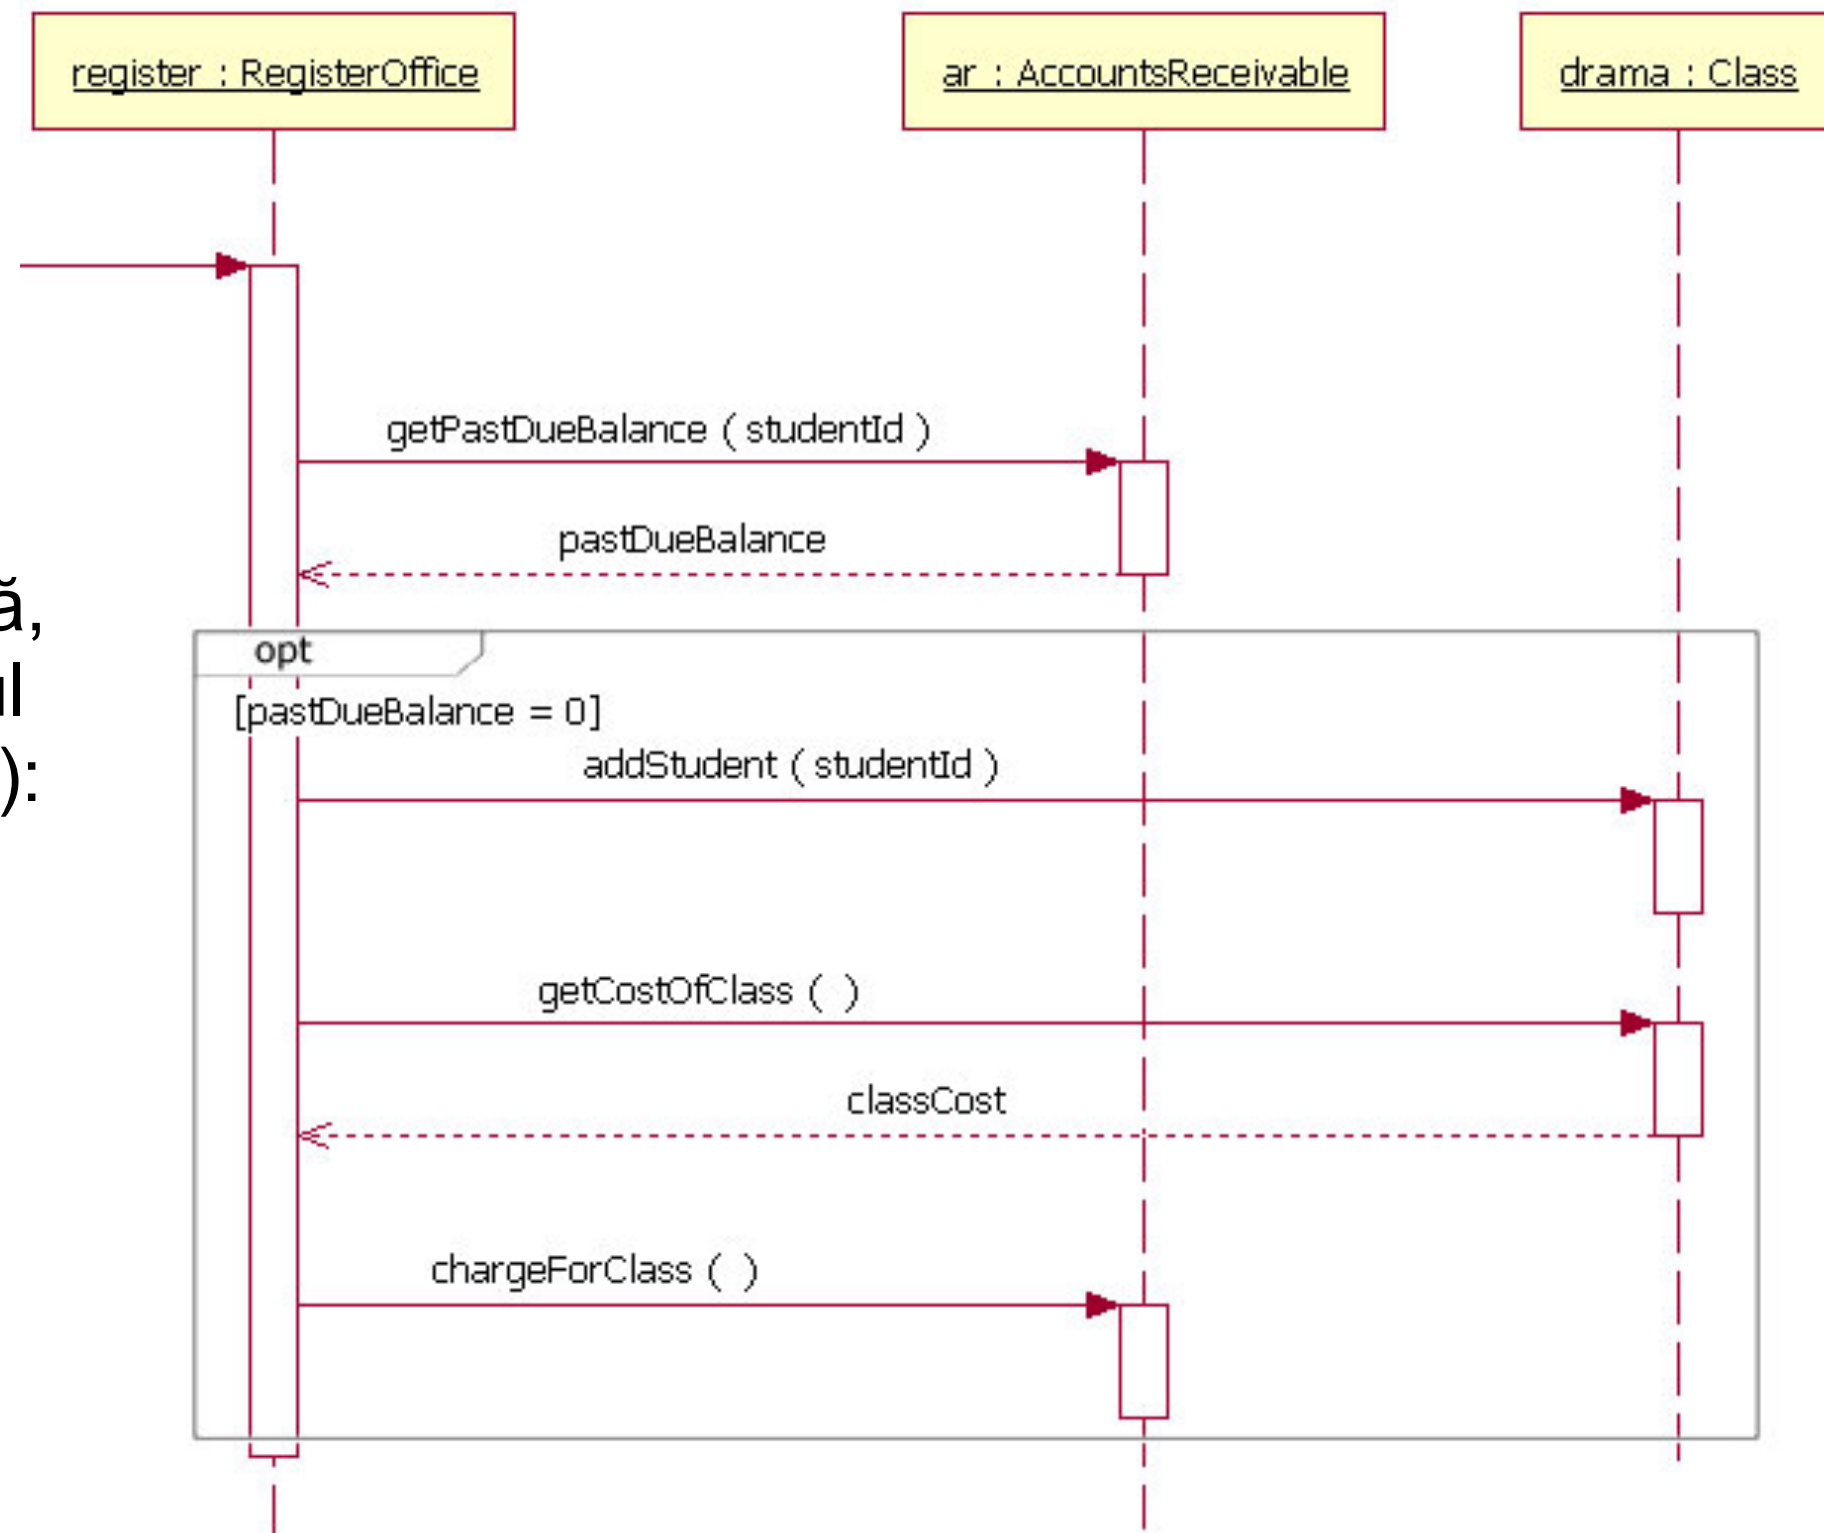 register : RegisterOffice
ar : AccountsReceivable
drama : Class
getPastDueBalance ( studentId )
pastDueBalance
ă,
opt
ul
[pastDueBalance = 0]
):
addStudent ( studentId )
getCostOfClass ( )
classCost
chargeForClass ( )